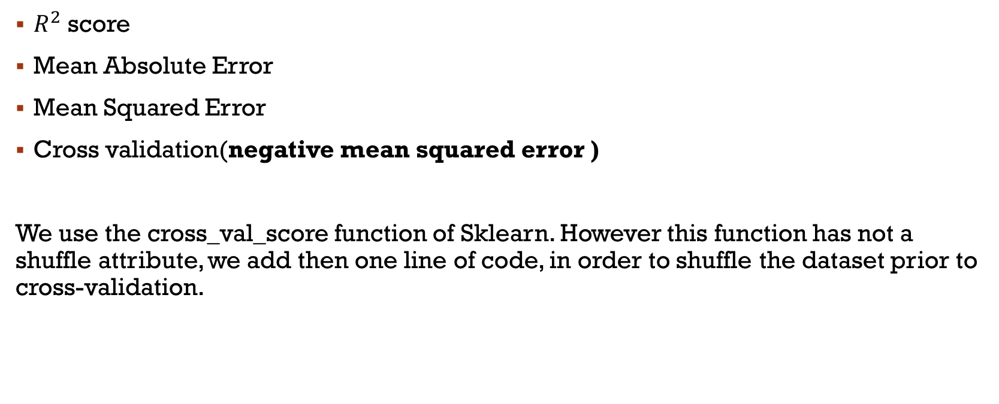 ▪ R² score
▪ Mean Absolute Error
▪ Mean Squared Error
▪ Cross validation(negative mean squared error )
We use the cross_val_score function of Sklearn. However this function has not a
shuffle attribute, we add then one line of code, in order to shuffle the dataset prior to
cross-validation.